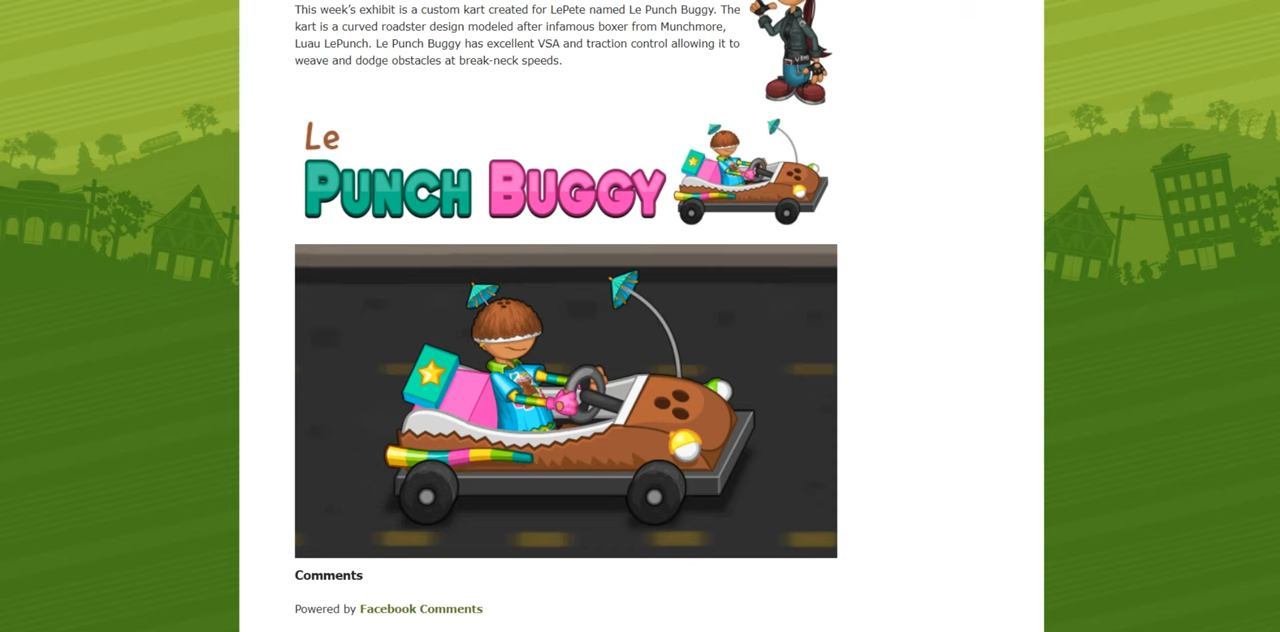 This week’s exhibit is a custom kart created for LePete named Le Punch Buggy. The
kart is a curved roadster design modeled after infamous boxer from Munchmore,
Luau LePunch. Le Punch Buggy has excellent VSA and traction control allowing it to
weave and dodge obstacles at break-neck speeds.
Le
PUNCH BUGGY
Comments
Powered by Facebook Comments